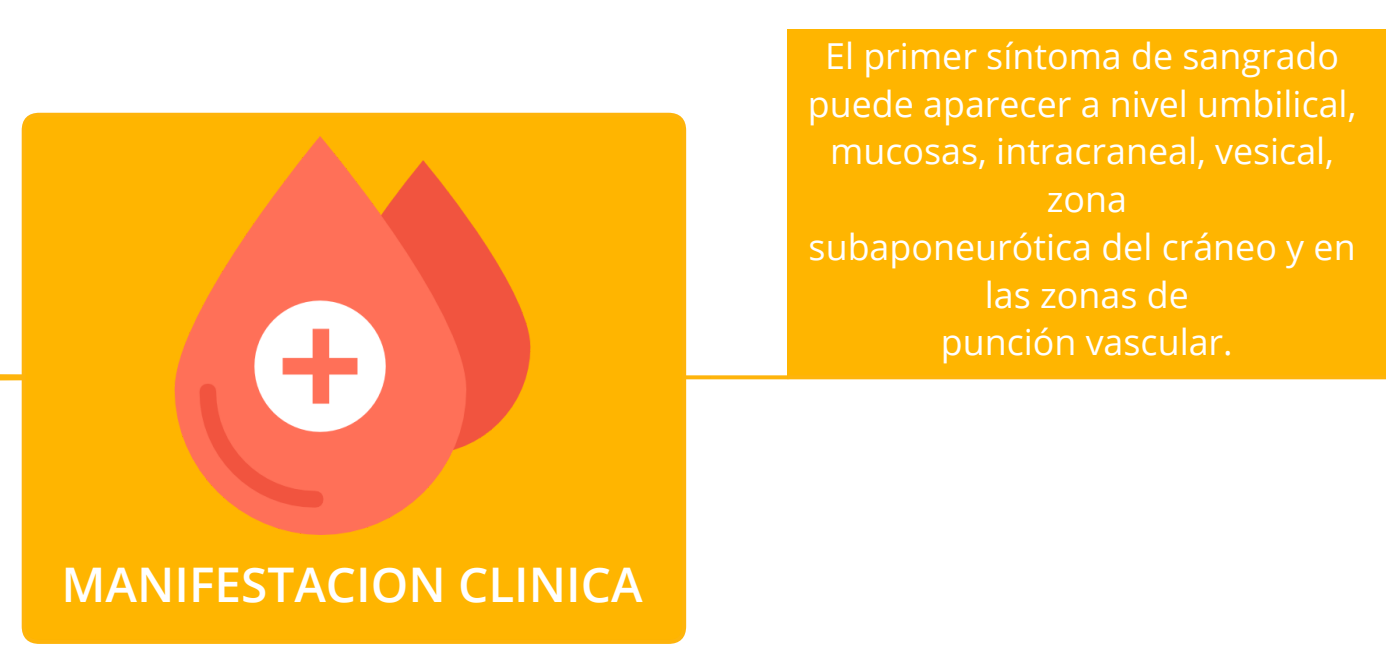 El primer síntoma de sangrado
puede aparecer a nivel umbilical,
mucosas, intracraneal, vesical,
zona
subaponeurótica del cráneo y en
las zonas de
punción vascular.
MANIFESTACION CLINICA